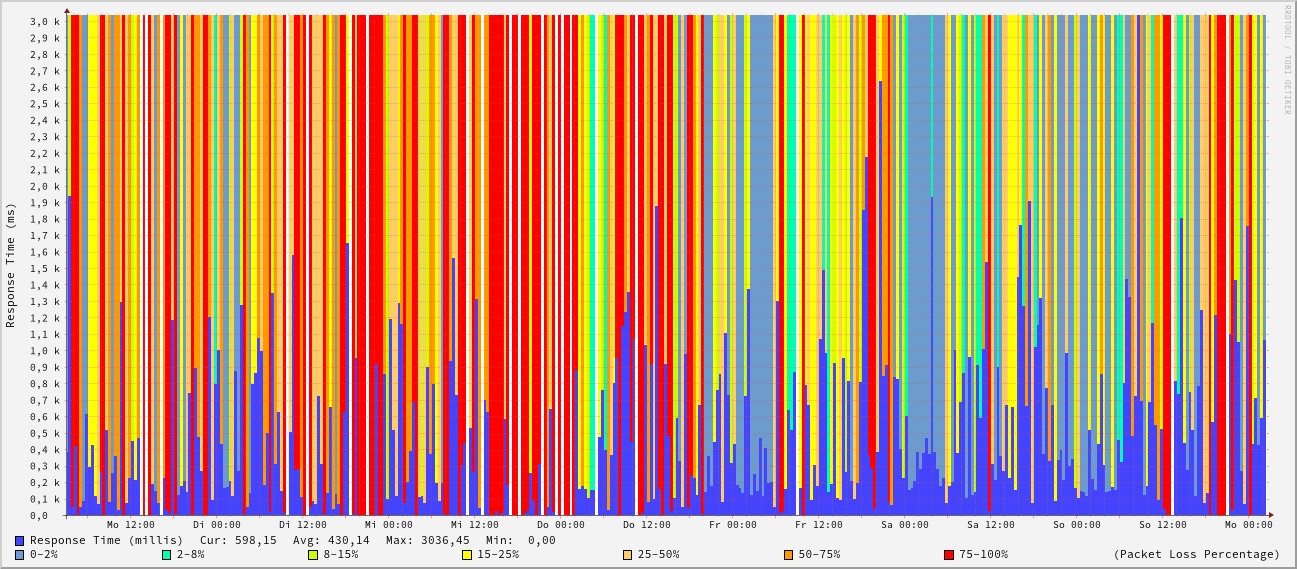 3,0 k
2,9 k
2,8 k
2,7 k
2,6 k
2,5 k
2,4 k
2,3 k
2,2 k
2,1 k
2,0 k
1,9 k
1,8 k
1,7 k
1,6 k
1,5 k
1,4 k
1,3 k
1,2 k
1,1 k
1,0 k
0,9 k
0,8 k
0,7 k
0,6 k
0,5 k
0,4 k
0,3 k
0,2 k
0,1 k
0,0
Response Time (ms)
RRDTOOL / TOBI OETIKER
Mo 12:00 Di 00:00 Di 12:00 Mi 00:00 Mi 12:00 Do 00:00 Do 12:00 Fr 00:00 Fr 12:00 Sa 00:00 Sa 12:00 So 00:00 So 12:00 Mo 00:00
Response Time (millis) Cur: 598,15 Avg: 430,14 Max: 3036,45 Min: 0,00
0-2% 2-8% 8-15% 15-25% 25-50% 50-75% 75-100% (Packet Loss Percentage)